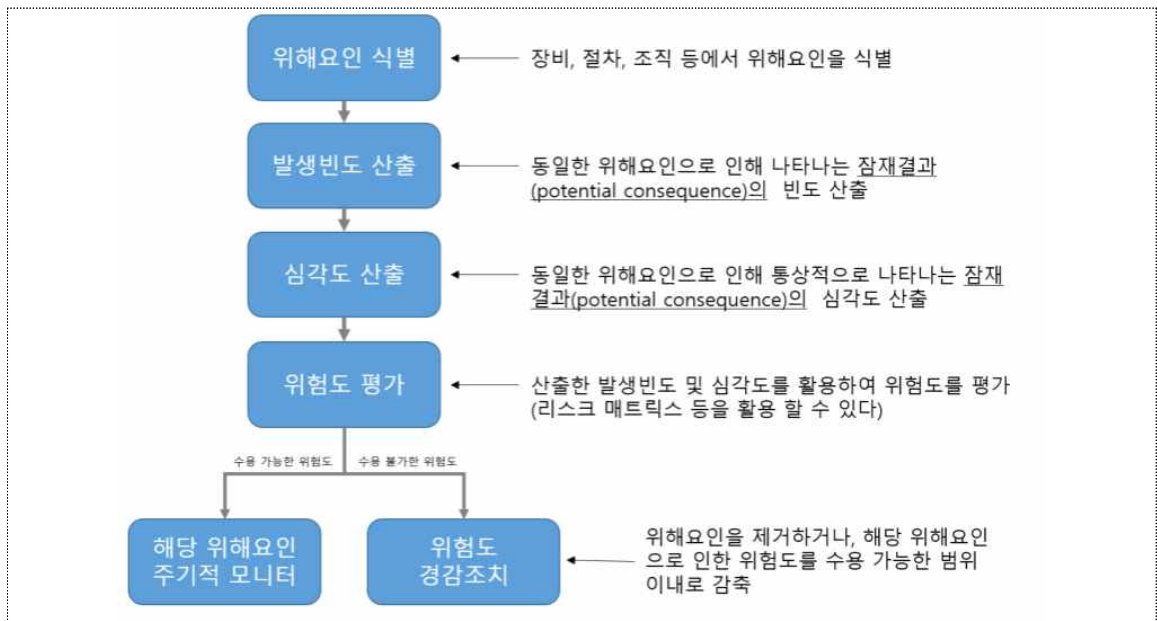 위해요인 식별
장비, 절차, 조직 등에서 위해요인을 식별
발생빈도 산출
동일한 위해요인으로 인해 나타나는 잠재결과
(potential consequence)의 빈도 산출
심각도 산출
동일한 위해요인으로 인해 통상적으로 나타나는 잠재
결과(potential consequence)의 심각도 산출
위험도 평가
산출한 발생빈도 및 심각도를 활용하여 위험도를 평가
(리스크 매트릭스 등을 활용 할 수 있다)
수용 가능한 위험도
수용 불가한 위험도
해당 위해요인
주기적 모니터
위험도
경감조치
위해요인을 제거하거나, 해당 위해요인
으로 인한 위험도를 수용 가능한 범위
이내로 감축